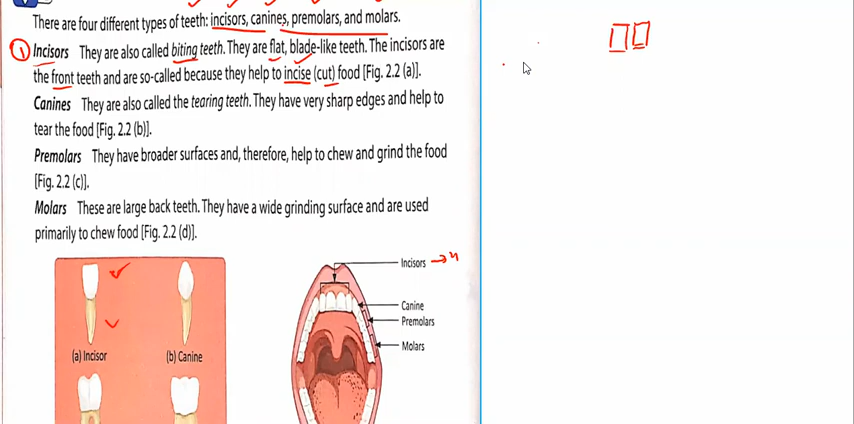 There are four different types of teeth: incisors, canines, premolars, and molars.
1 Incisors They are also called biting teeth. They are flat, blade-like teeth. The incisors are
the front teeth and are so-called because they help to incise (cut) food [Fig. 2.2 (a)].
Canines They are also called the tearing teeth. They have very sharp edges and help to
tear the food [Fig. 2.2 (b)].
Premolars They have broader surfaces and, therefore, help to chew and grind the food
[Fig. 2.2 (c)].
Molars These are large back teeth. They have a wide grinding surface and are used
primarily to chew food [Fig. 2.2 (d)].
Incisors → 4
Canine
Premolars
Molars
(a) Incisor (b) Canine